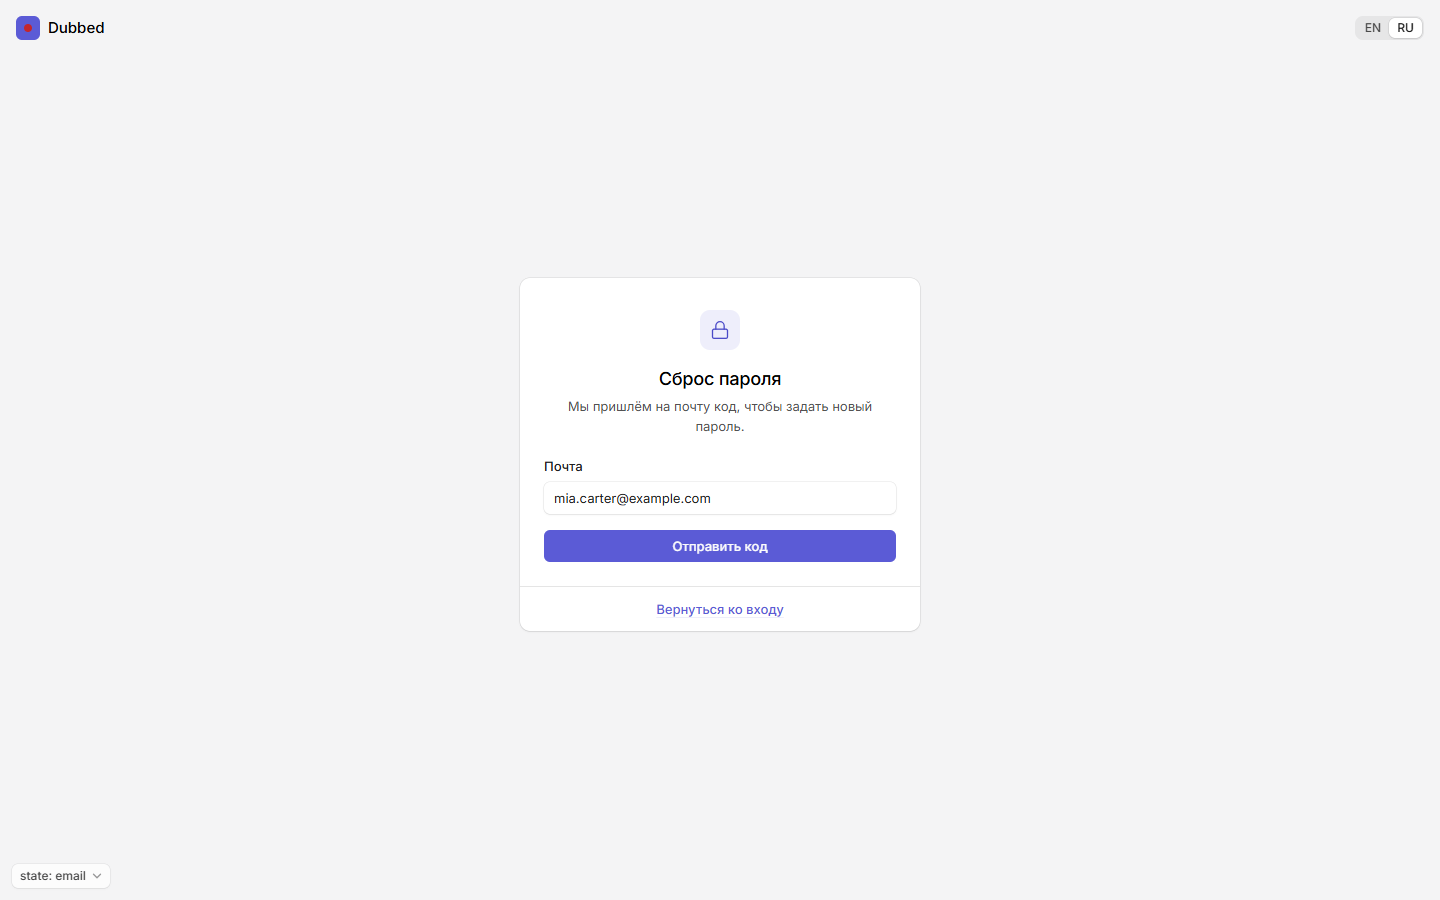 Dubbed
EN RU
Сброс пароля
Мы пришлём на почту код, чтобы задать новый
пароль.
Почта
mia.carter@example.com
Отправить код
Вернуться ко входу
state: email